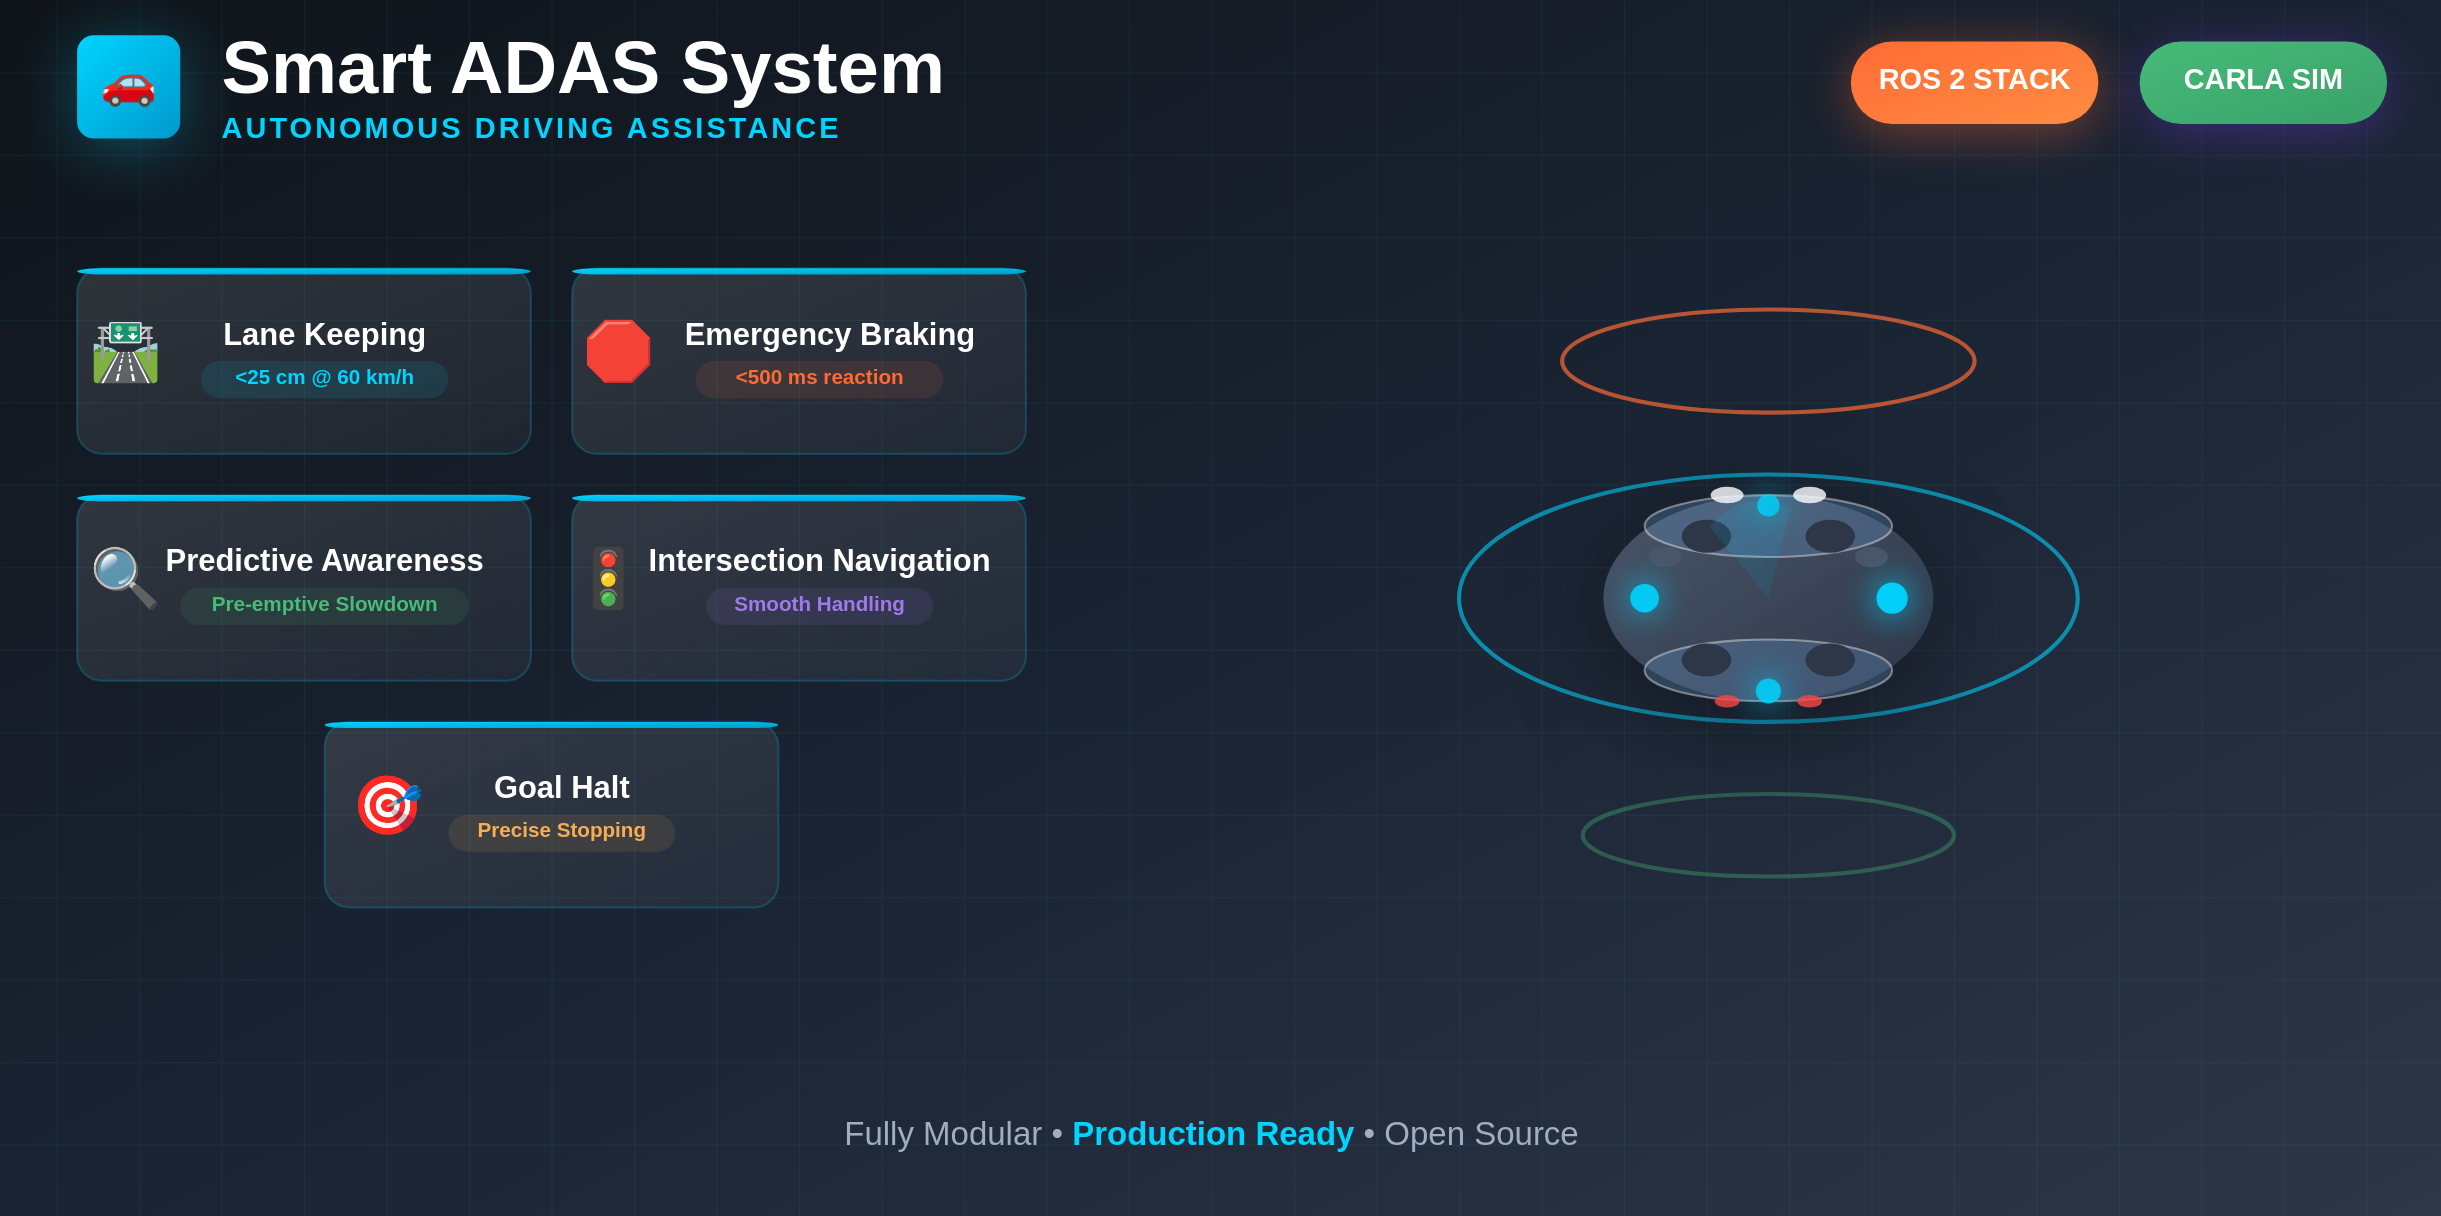 Smart ADAS System
AUTONOMOUS DRIVING ASSISTANCE
ROS 2 STACK
CARLA SIM
Lane Keeping
<25 cm @ 60 km/h
Emergency Braking
<500 ms reaction
Predictive Awareness
Pre-emptive Slowdown
Intersection Navigation
Smooth Handling
Goal Halt
Precise Stopping
Fully Modular • Production Ready • Open Source